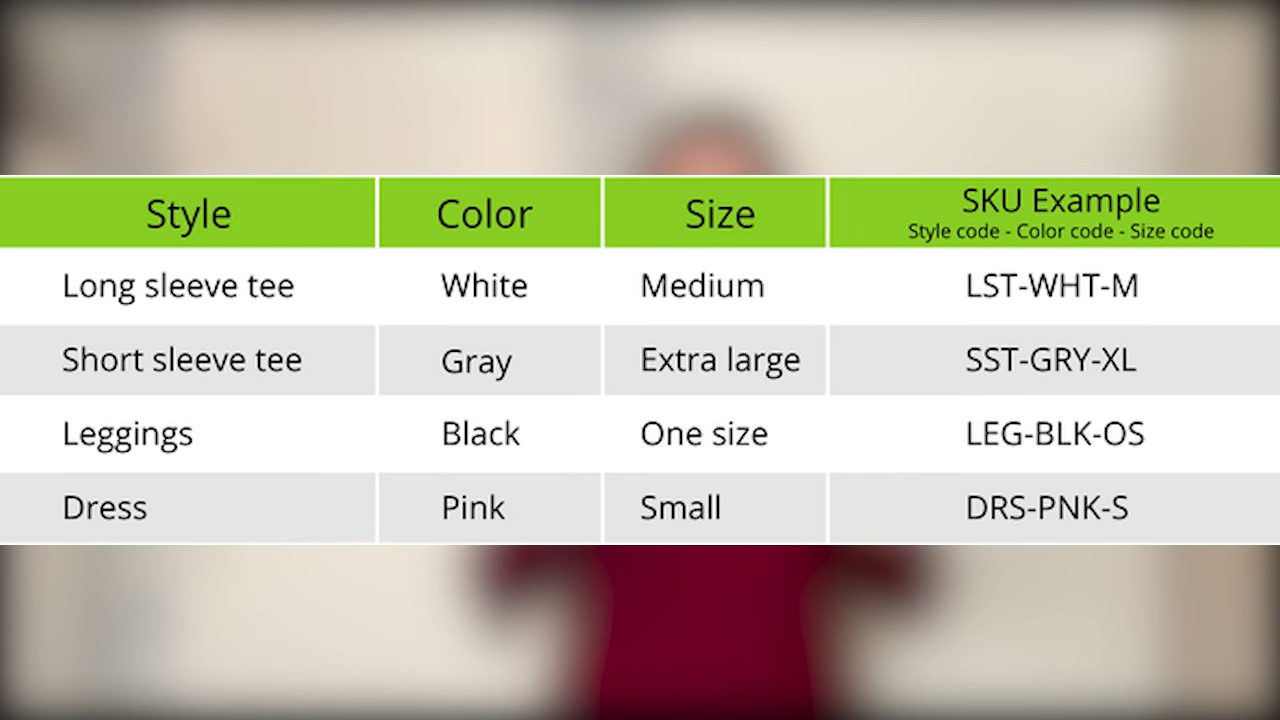 Style Color Size SKU Example
Style code - Color code - Size code
Long sleeve tee White Medium LST-WHT-M
Short sleeve tee Gray Extra large SST-GRY-XL
Leggings Black One size LEG-BLK-OS
Dress Pink Small DRS-PNK-S